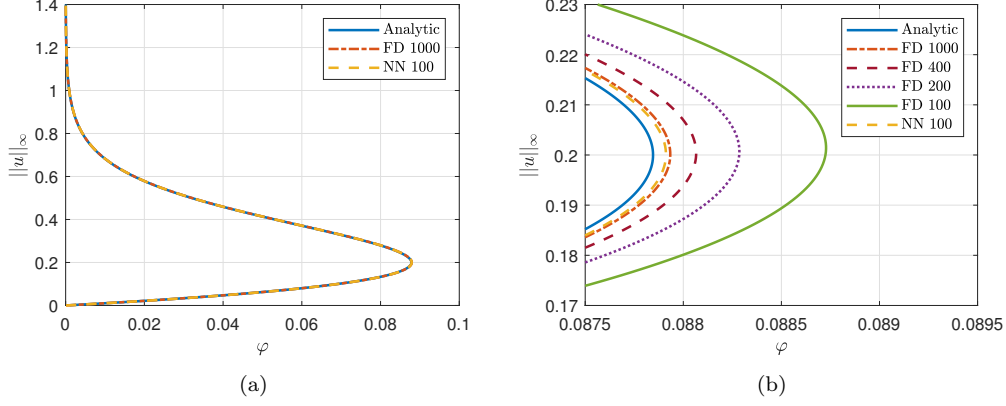 1.4
1.2
1
0.8
0.6
0.4
0.2
0
||u||∞
0 0.02 0.04 0.06 0.08 0.1
φ
Analytic
FD 1000
NN 100
(a)
0.23
0.22
0.21
0.2
0.19
0.18
0.17
||u||∞
0.0875 0.088 0.0885 0.089 0.0895
φ
Analytic
FD 1000
FD 400
FD 200
FD 100
NN 100
(b)